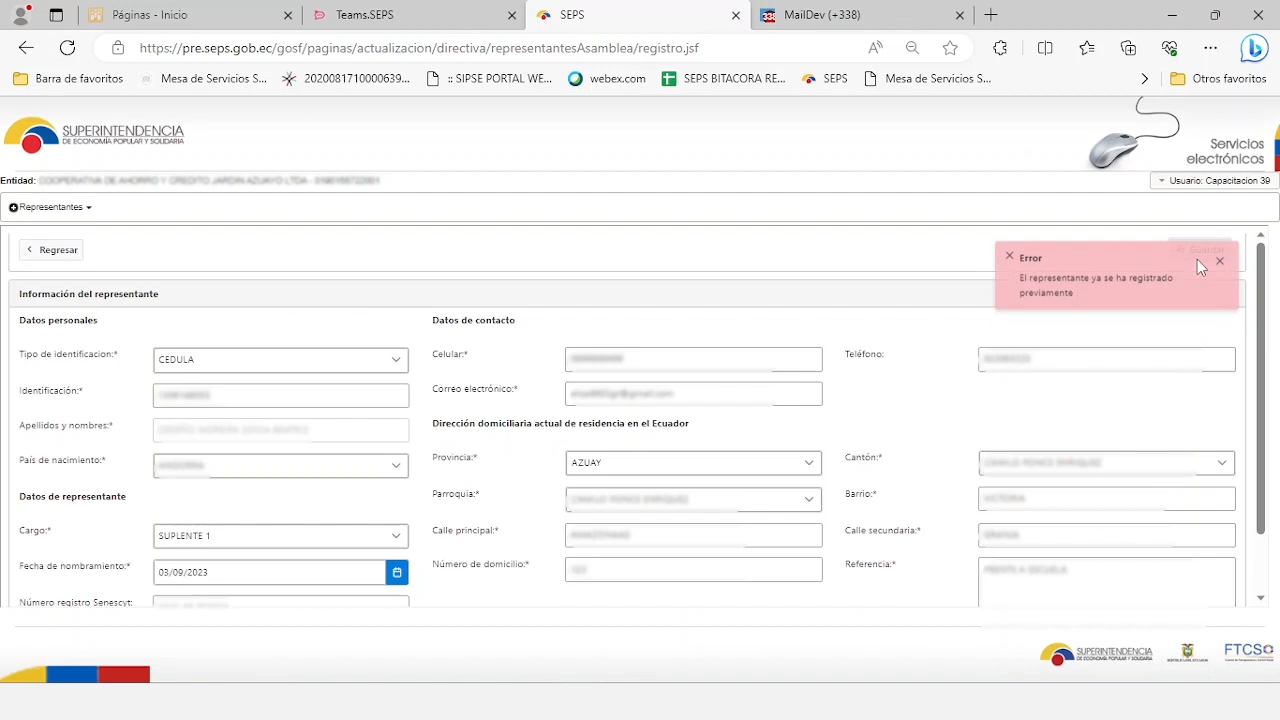 Páginas - Inicio
Teams.SEPS
SEPS
MailDev (+338)
https://pre.seps.gob.ec/gosf/paginas/actualizacion/directiva/representantesAsamblea/registro.jsf
Barra de favoritos
Mesa de Servicios S...
2020081710000639...
:: SIPSE PORTAL WE...
webex.com
SEPS BITACORA RE...
SEPS
Mesa de Servicios S...
Otros favoritos
SUPERINTENDENCIA
DE ECONOMÍA POPULAR Y SOLIDARIA
Servicios
electrónicos
Entidad:
Usuario: Capacitacion 39
Representantes
Regresar
Guardar
Error
El representante ya se ha registrado
previamente
Información del representante
Datos personales
Datos de contacto
Tipo de identificacion:* CEDULA
Celular:*
Teléfono:
Identificación:*
Correo electrónico:*
Apellidos y nombres:*
Dirección domiciliaria actual de residencia en el Ecuador
País de nacimiento:*
Provincia:* AZUAY
Cantón:*
Datos de representante
Parroquia:*
Barrio:*
Cargo:* SUPLENTE 1
Calle principal:*
Calle secundaria:*
Fecha de nombramiento:* 03/09/2023
Número de domicilio:*
Referencia:*
Número registro Senescyt:
SUPERINTENDENCIA
DE ECONOMÍA POPULAR Y SOLIDARIA
FTCS